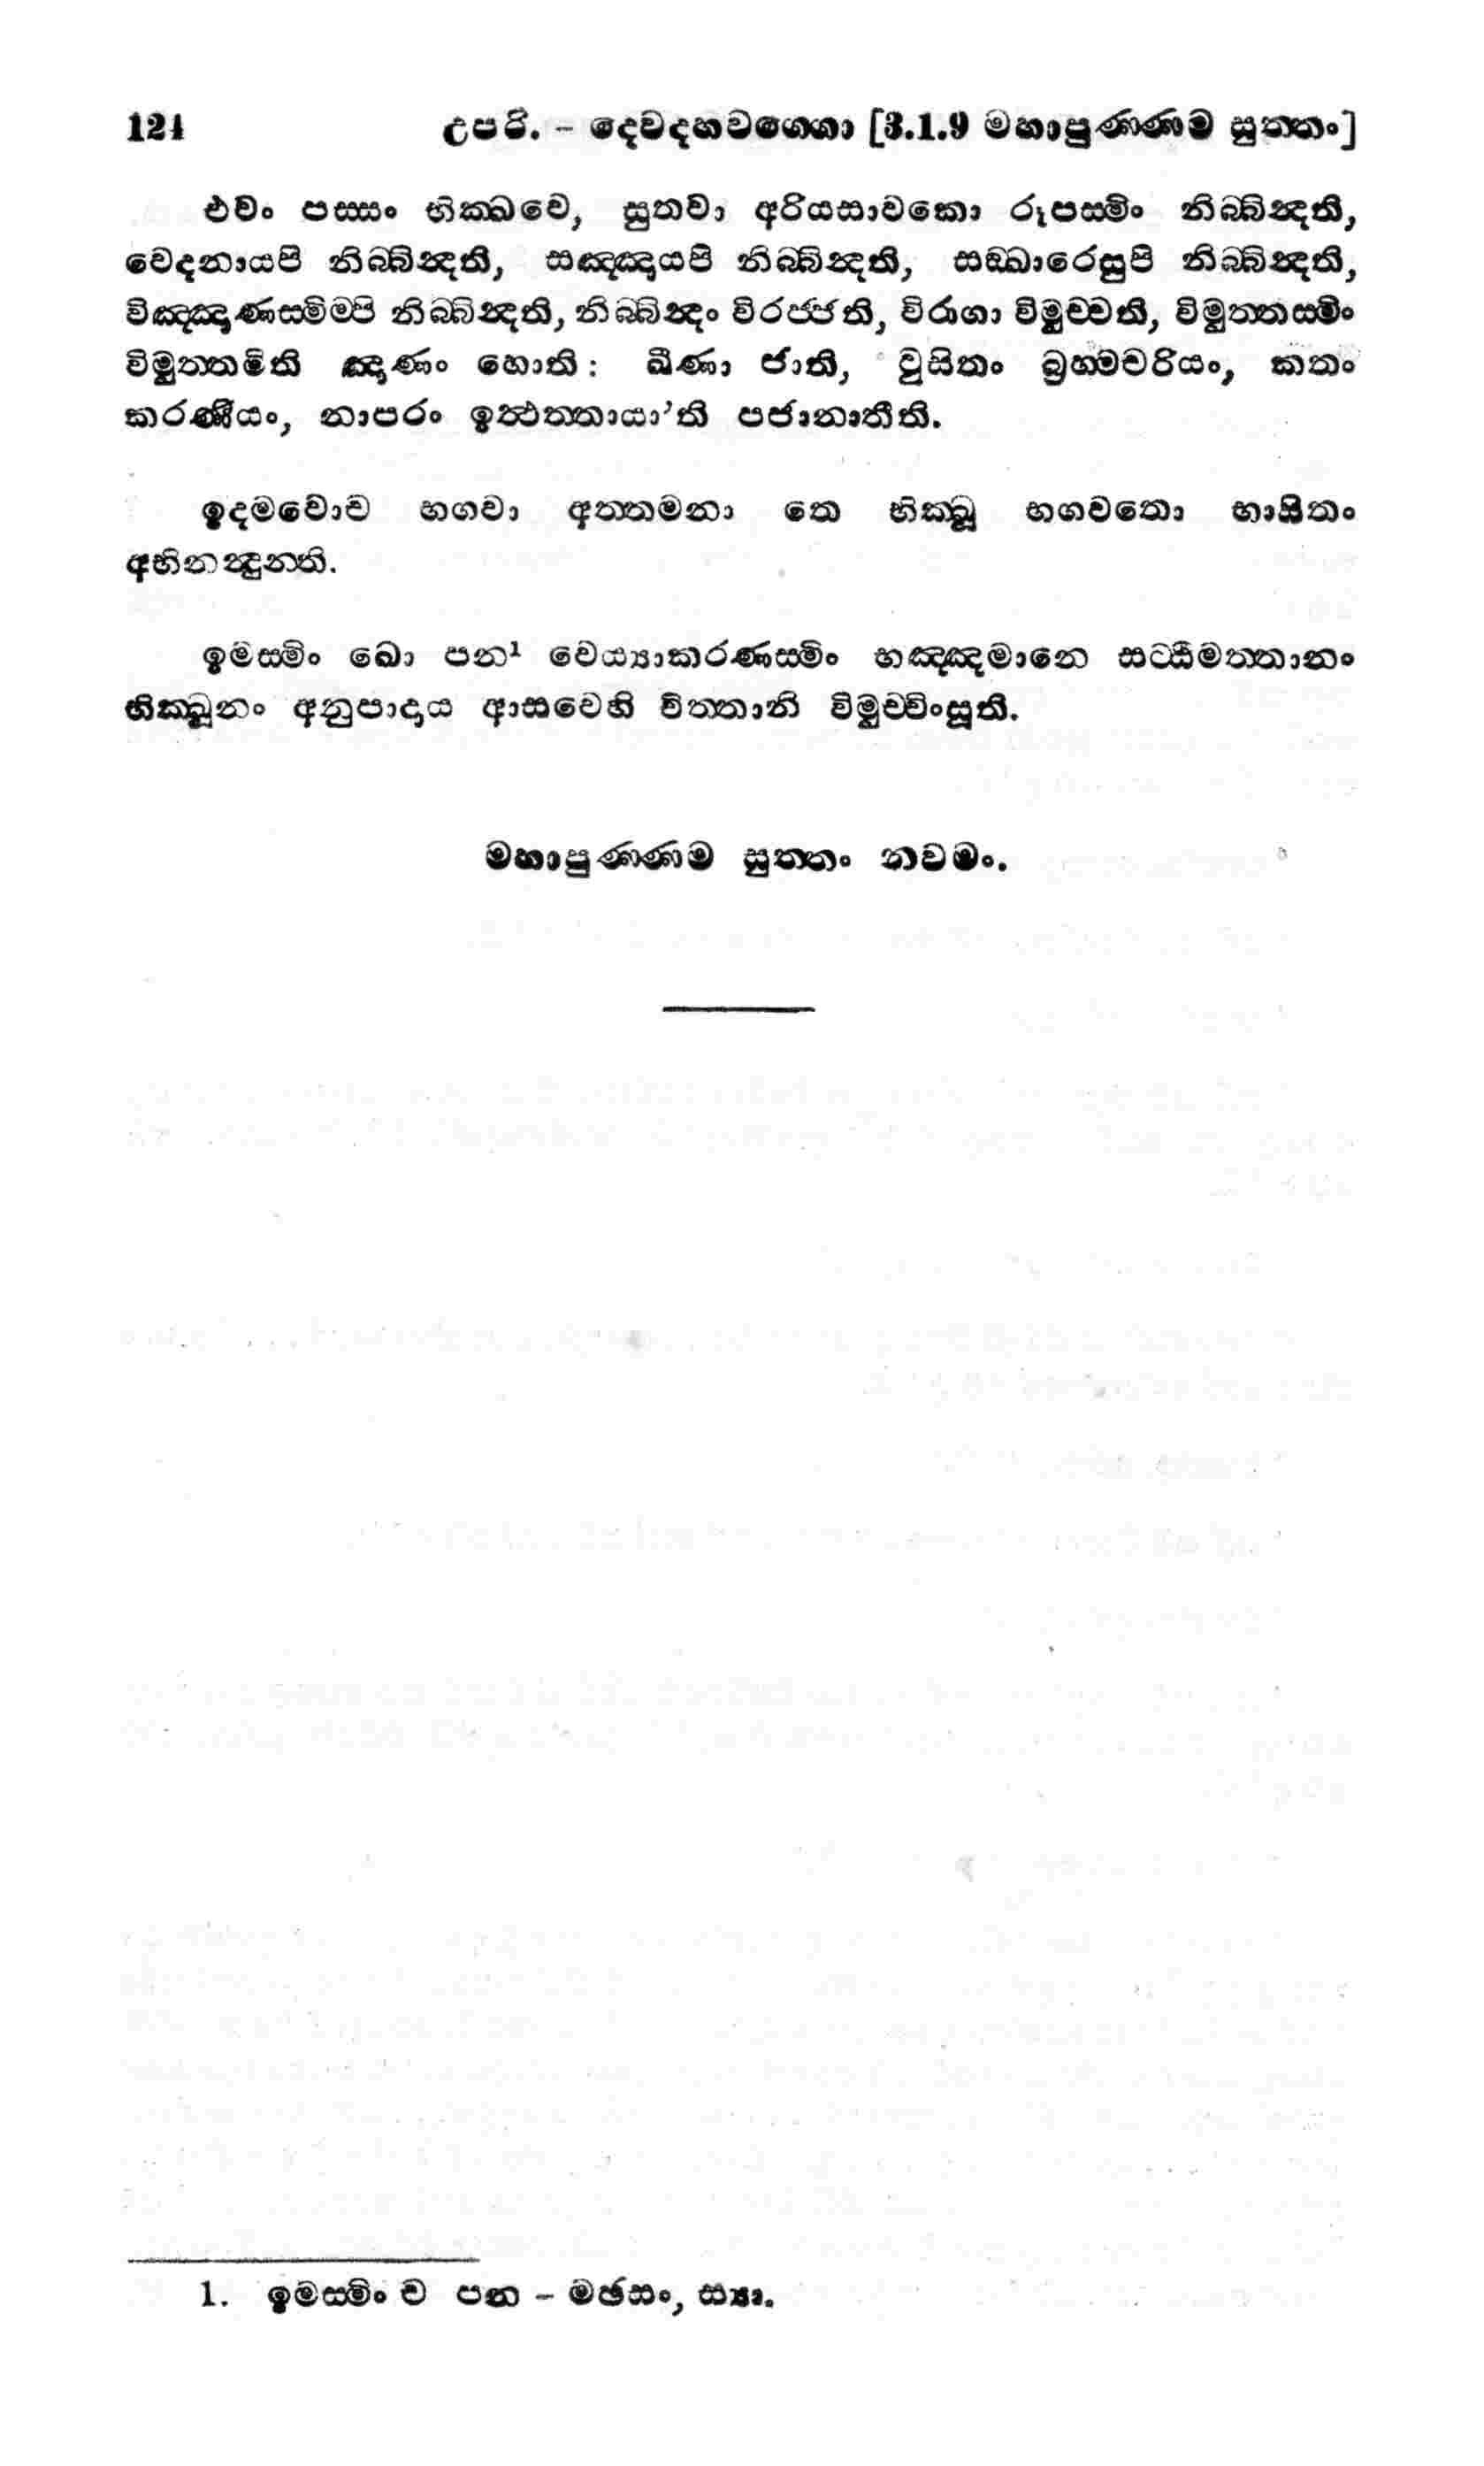 124 උපරි. - දෙවදහවග්ගො [3.1.9 මහාපුණ්ණම සුත්තං]
එවං පස්සං භික්ඛවෙ, සුතවා අරියසාවකො රූපස්මිං නිබ්බින්දති,
වෙදනායපි නිබ්බින්දති, සඤ්ඤායපි නිබ්බින්දති, සඞ්ඛාරෙසුපි නිබ්බින්දති,
විඤ්ඤාණස්මිම්පි නිබ්බින්දති, නිබ්බින්දං විරජ්ජති, විරාගා විමුච්චති, විමුත්තස්මිං
විමුත්තමිති ඤාණං හොති: ඛීණා ජාති, වුසිතං බ්‍රහ්මචරියං, කතං
කරණීයං, නාපරං ඉත්ථත්තායා’ති පජානාතීති.
ඉදමවොච භගවා අත්තමනා තෙ භික්ඛූ භගවතො භාසිතං
අභිනන්දුන්ති.
ඉමස්මිං ඛො පන¹ වෙය්‍යාකරණස්මිං භඤ්ඤමානෙ සට්ඨිමත්තානං
භික්ඛූනං අනුපාදාය ආසවෙහි චිත්තානි විමුච්චිංසූති.
මහාපුණ්ණම සුත්තං නවමං.
1. ඉමස්මිං ච පන - මඡසං, ස්‍යා.